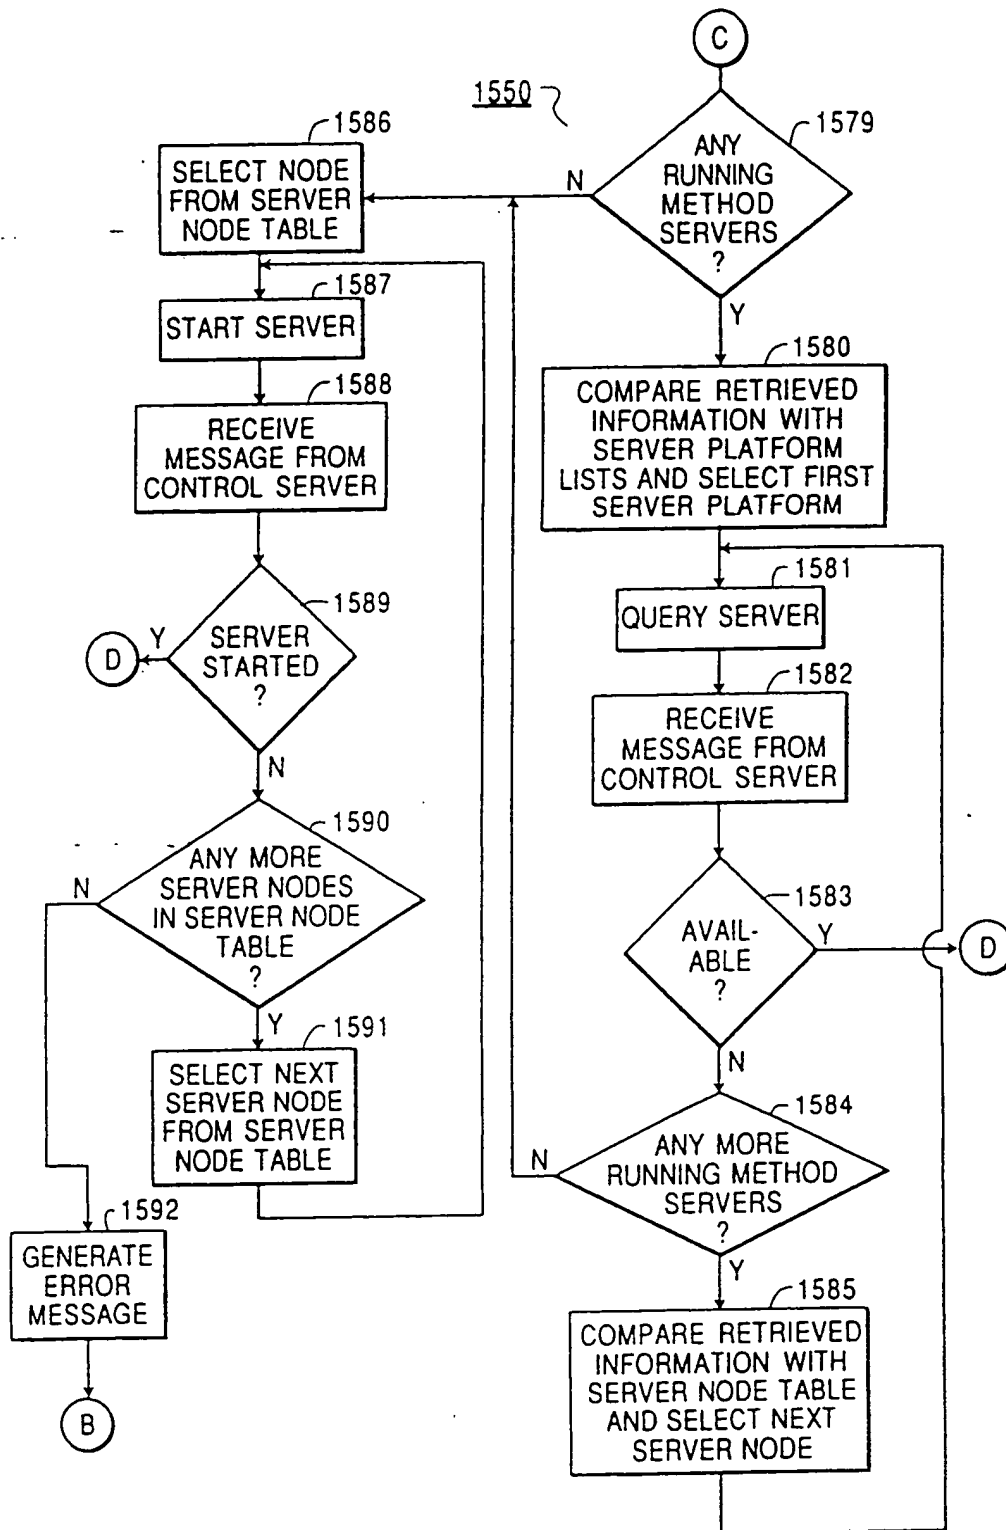 C
1550
1579
ANY
RUNNING
METHOD
SERVERS
?
N
Y
1586
SELECT NODE
FROM SERVER
NODE TABLE
1587
START SERVER
1588
RECEIVE
MESSAGE FROM
CONTROL SERVER
1589
SERVER
STARTED
?
Y
D
N
1590
ANY MORE
SERVER NODES
IN SERVER NODE
TABLE
?
N
Y
1591
SELECT NEXT
SERVER NODE
FROM SERVER
NODE TABLE
1592
GENERATE
ERROR
MESSAGE
B
1580
COMPARE RETRIEVED
INFORMATION WITH
SERVER PLATFORM
LISTS AND SELECT FIRST
SERVER PLATFORM
1581
QUERY SERVER
1582
RECEIVE
MESSAGE FROM
CONTROL SERVER
1583
AVAIL-
ABLE
?
Y
D
N
1584
ANY MORE
RUNNING METHOD
SERVERS
?
N
Y
1585
COMPARE RETRIEVED
INFORMATION WITH
SERVER NODE TABLE
AND SELECT NEXT
SERVER NODE